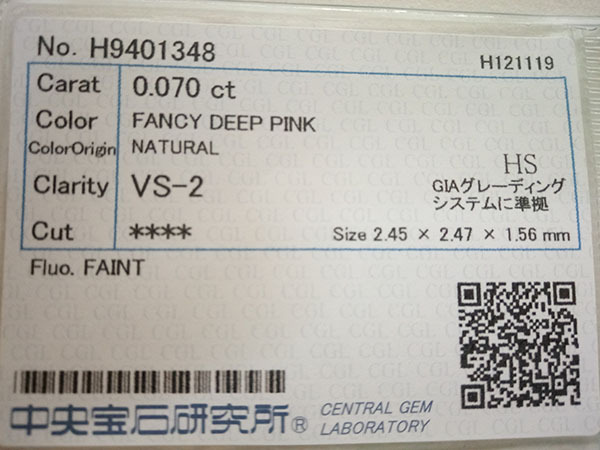 No. H9401348 H121119
Carat 0.070 ct
Color FANCY DEEP PINK
ColorOrigin NATURAL
Clarity VS-2
HS
GIAグレーディング
システムに準拠
Cut ****
Size 2.45 × 2.47 × 1.56 mm
Fluo. FAINT
中央宝石研究所® CENTRAL GEM
LABORATORY